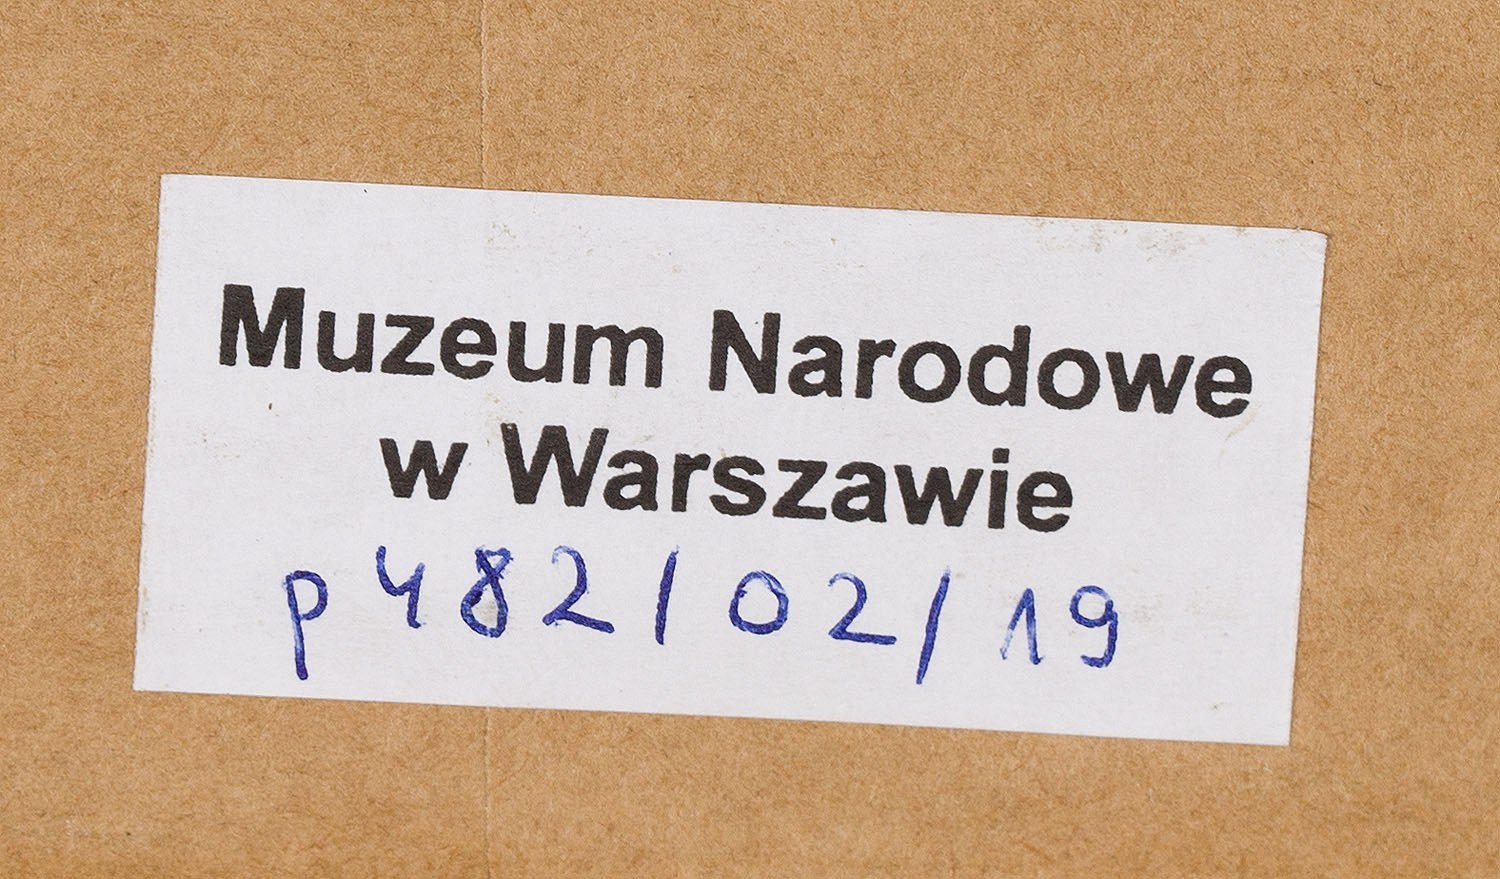 Muzeum Narodowe
w Warszawie
p482/02/19